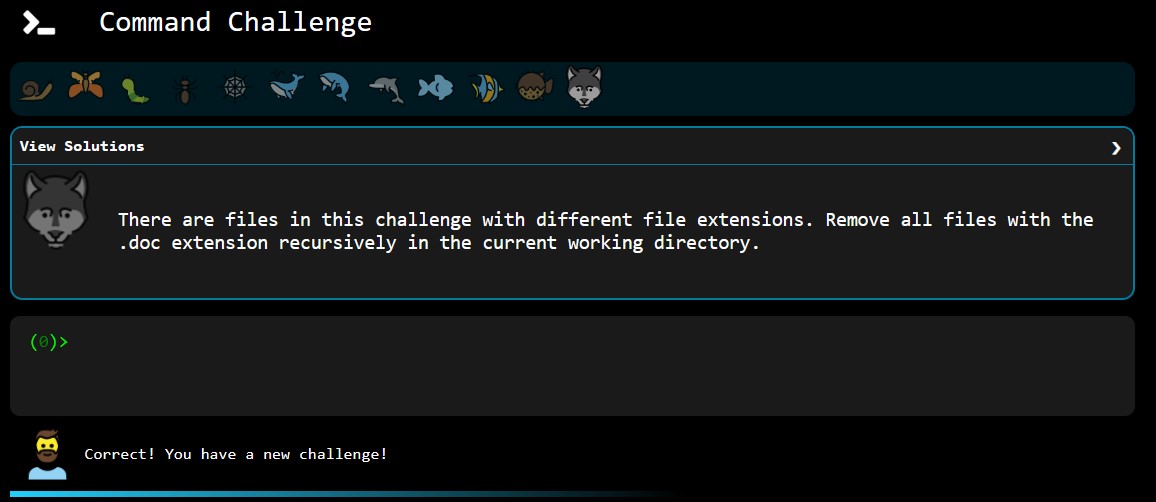 Command Challenge
View Solutions
There are files in this challenge with different file extensions. Remove all files with the
.doc extension recursively in the current working directory.
(0)>
Correct! You have a new challenge!